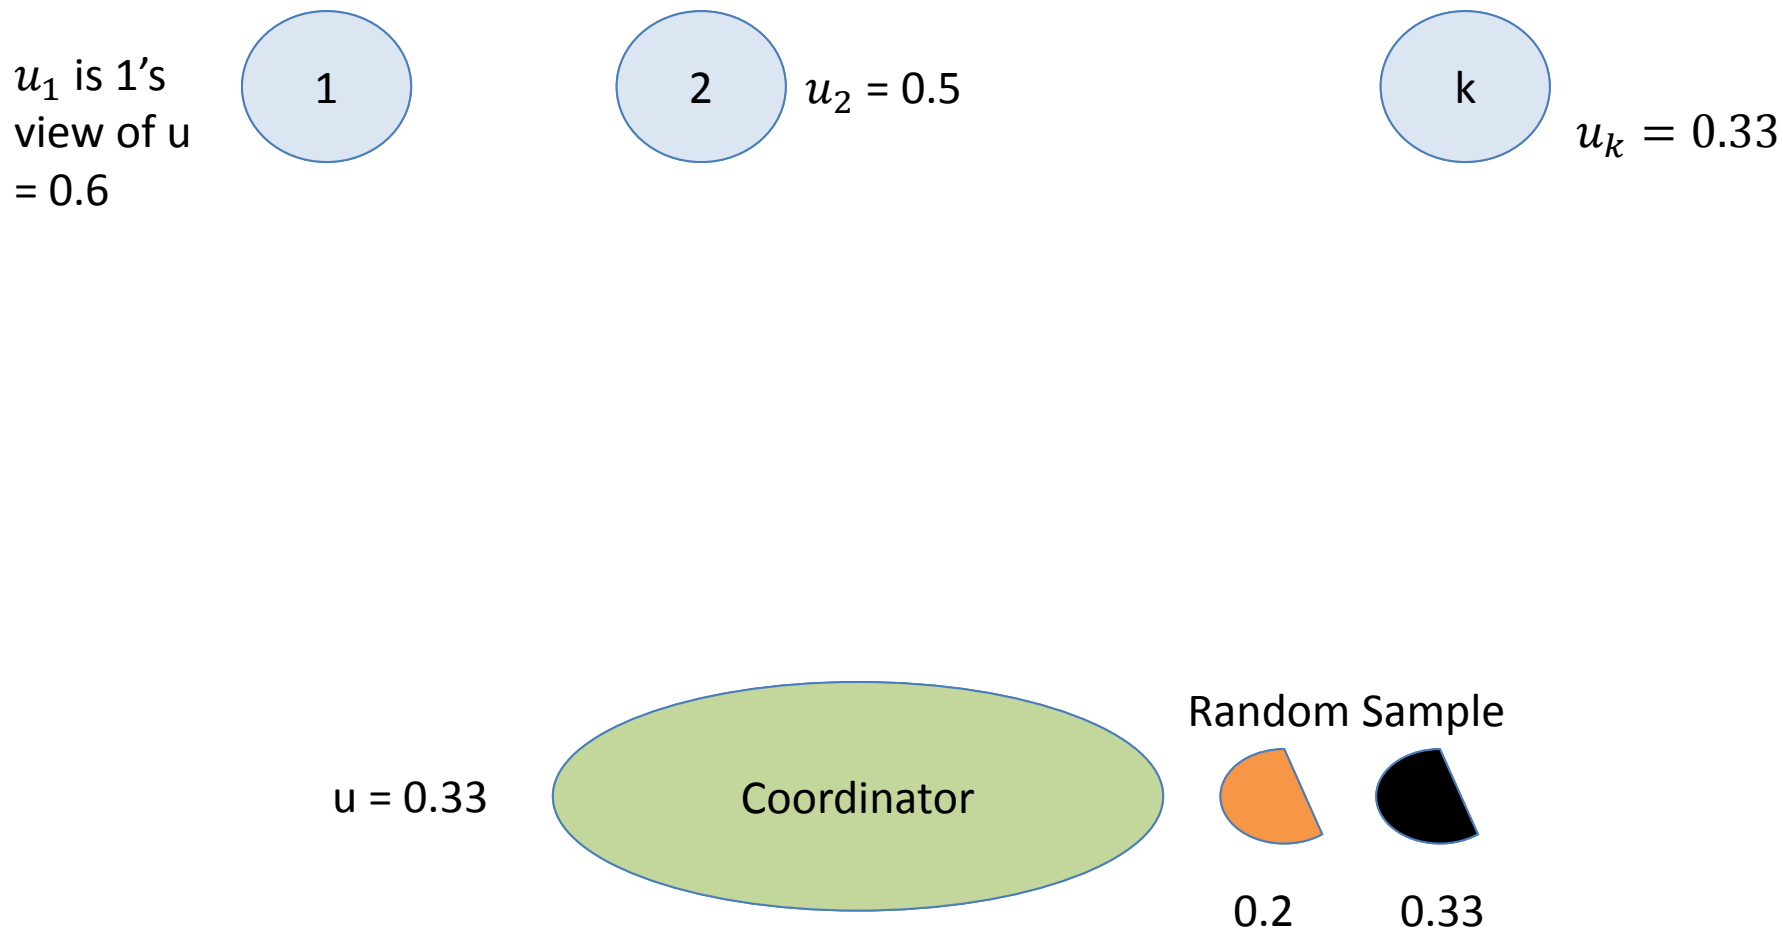 u₁ is 1’s
view of u
= 0.6
1
2
u₂ = 0.5
k
uₖ = 0.33
Random Sample
u = 0.33
Coordinator
0.2
0.33